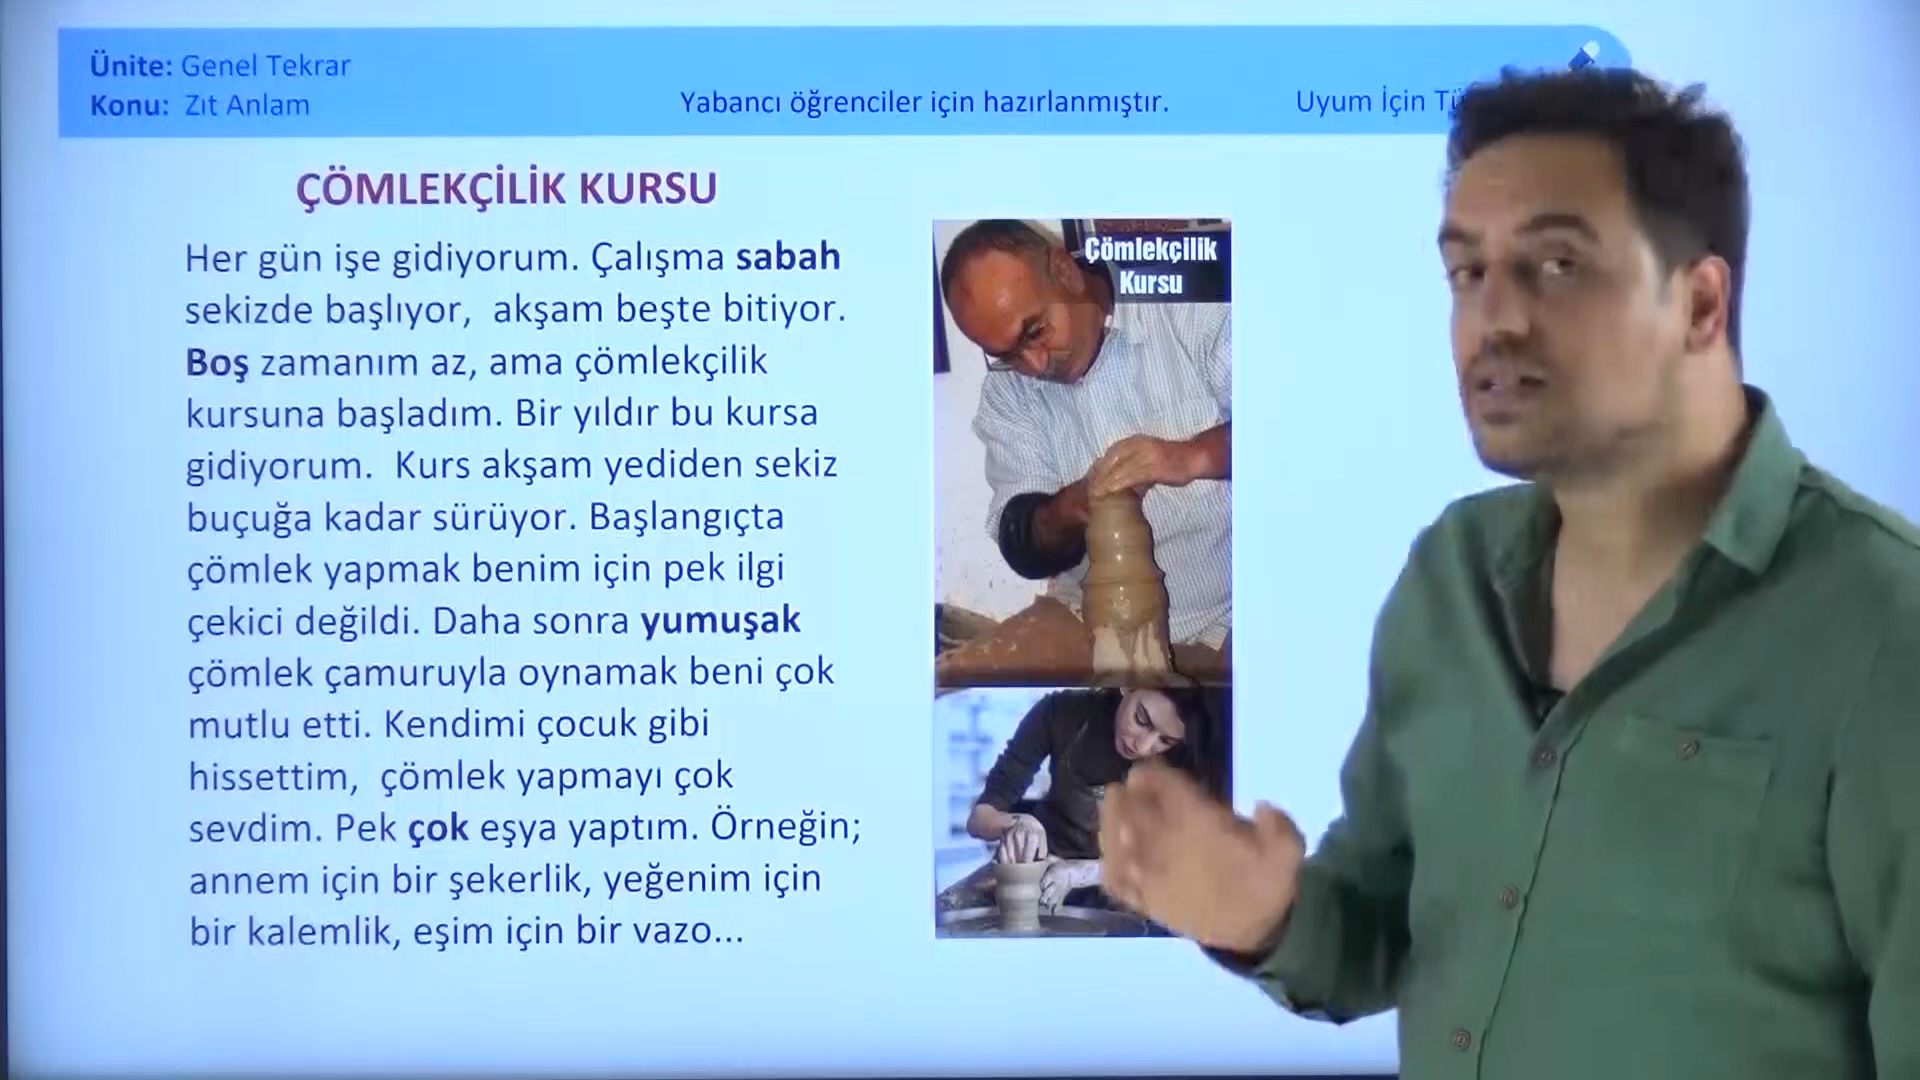 Ünite: Genel Tekrar
Konu: Zıt Anlam
Yabancı öğrenciler için hazırlanmıştır.
Uyum İçin
ÇÖMLEKÇİLİK KURSU
Her gün işe gidiyorum. Çalışma sabah
sekizde başlıyor, akşam beşte bitiyor.
Boş zamanım az, ama çömlekçilik
kursuna başladım. Bir yıldır bu kursa
gidiyorum. Kurs akşam yediden sekiz
buçuğa kadar sürüyor. Başlangıçta
çömlek yapmak benim için pek ilgi
çekici değildi. Daha sonra yumuşak
çömlek çamuruyla oynamak beni çok
mutlu etti. Kendimi çocuk gibi
hissettim, çömlek yapmayı çok
sevdim. Pek çok eşya yaptım. Örneğin;
annem için bir şekerlik, yeğenim için
bir kalemlik, eşim için bir vazo...
Çömlekçilik
Kursu